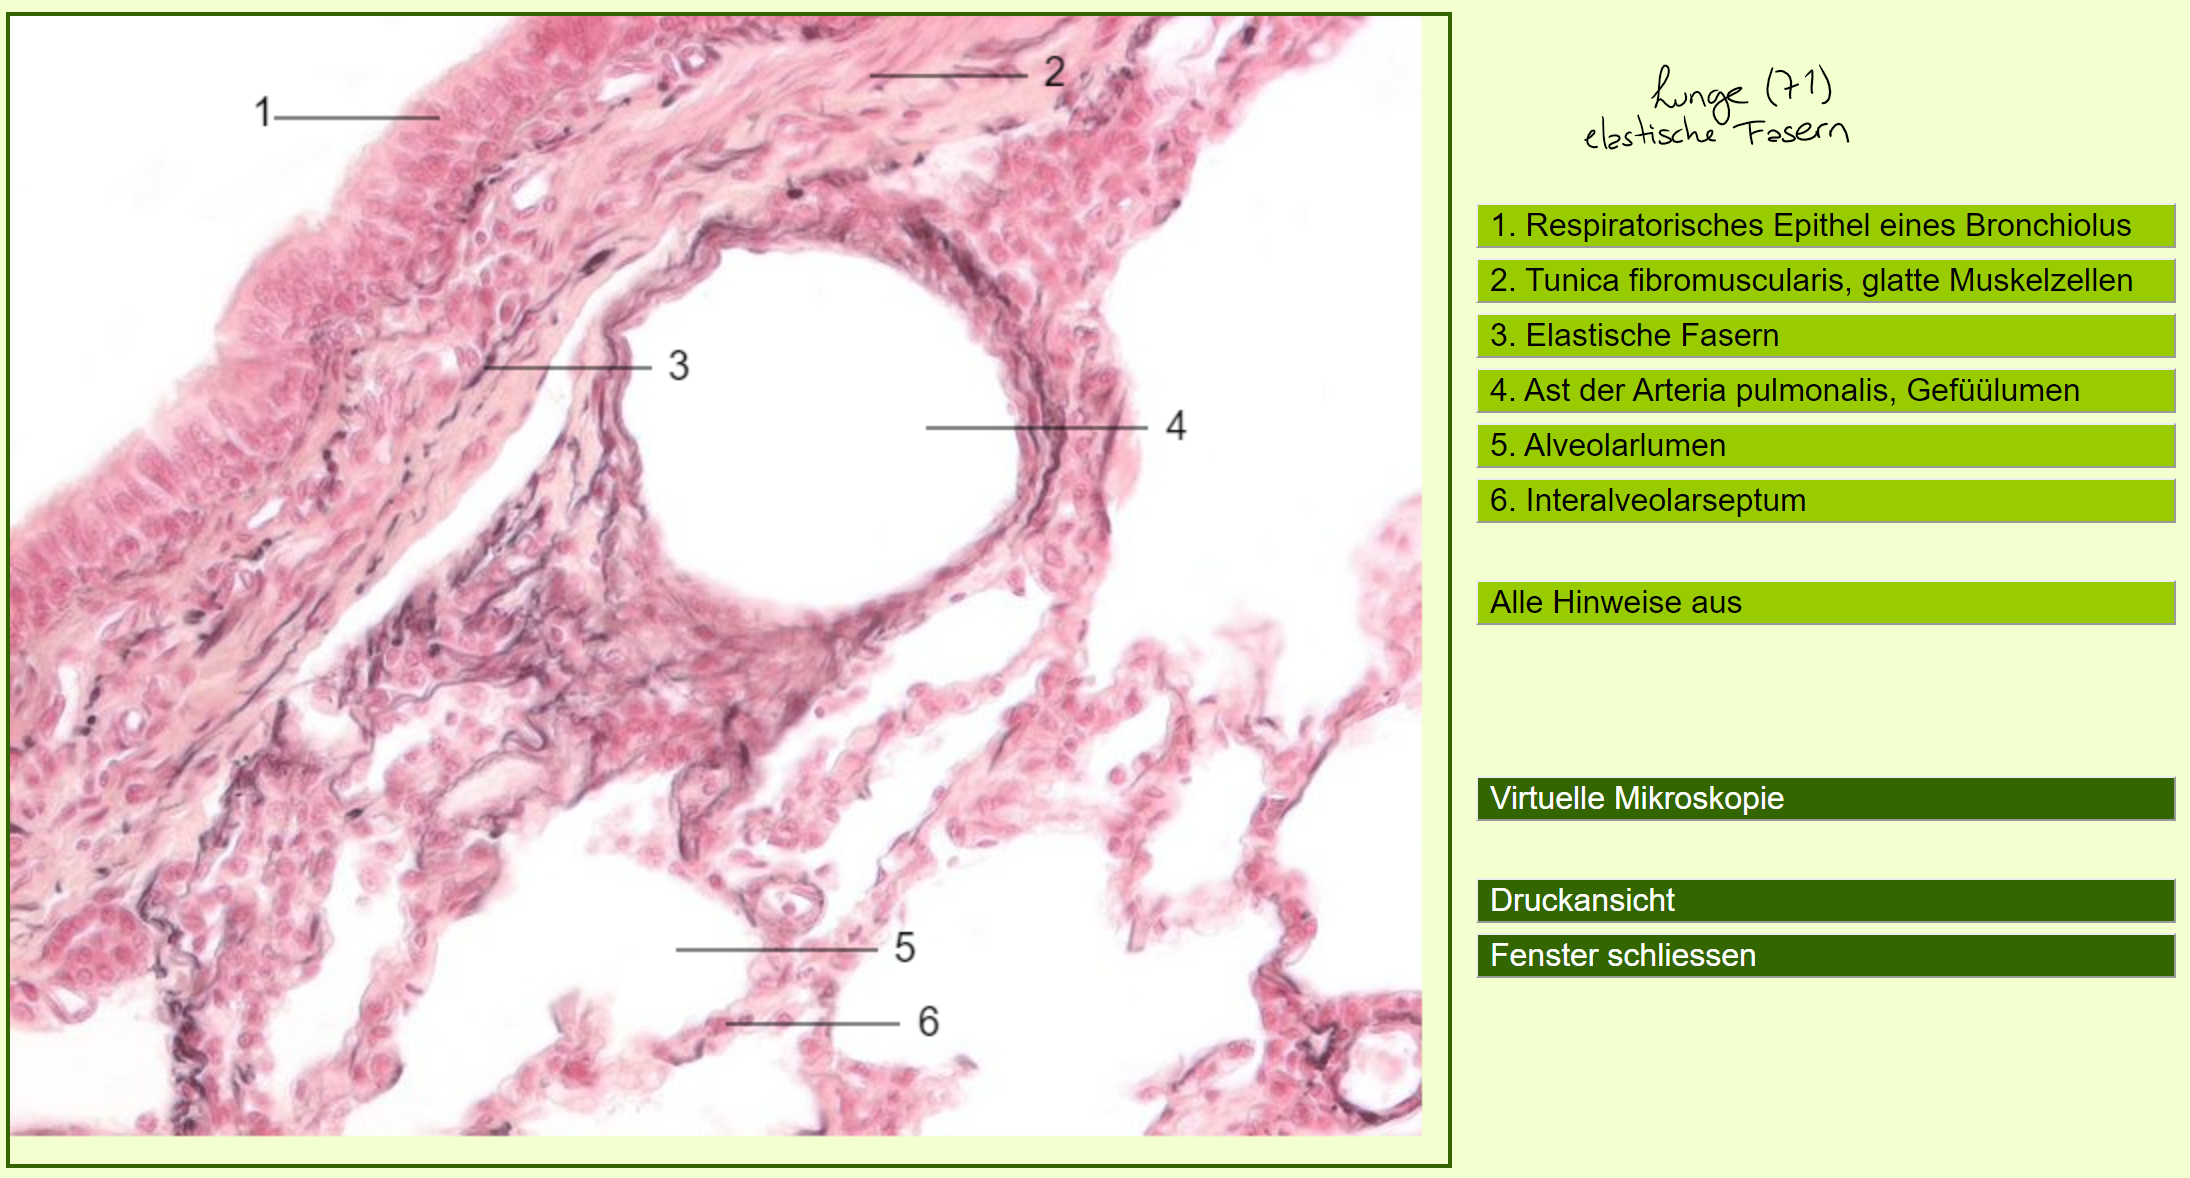 1
2
3
4
5
6
Lunge (71)
elastische Fasern
1. Respiratorisches Epithel eines Bronchiolus
2. Tunica fibromuscularis, glatte Muskelzellen
3. Elastische Fasern
4. Ast der Arteria pulmonalis, Gefüülumen
5. Alveolarlumen
6. Interalveolarseptum
Alle Hinweise aus
Virtuelle Mikroskopie
Druckansicht
Fenster schliessen